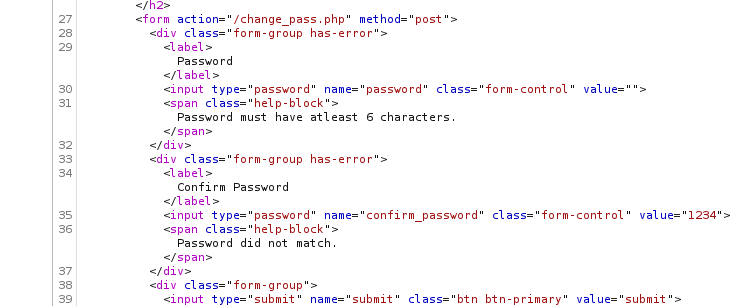 </h2>
27 <form action="/change_pass.php" method="post">
28 <div class="form-group has-error">
29 <label>
Password
</label>
30 <input type="password" name="password" class="form-control" value="">
31 <span class="help-block">
Password must have atleast 6 characters.
</span>
32 </div>
33 <div class="form-group has-error">
34 <label>
Confirm Password
</label>
35 <input type="password" name="confirm_password" class="form-control" value="1234">
36 <span class="help-block">
Password did not match.
</span>
37 </div>
38 <div class="form-group">
39 <input type="submit" name="submit" class="btn btn-primary" value="submit">